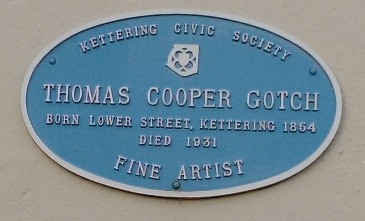 KETTERING CIVIC SOCIETY
THOMAS COOPER GOTCH
BORN LOWER STREET, KETTERING 1854
DIED 1931
FINE ARTIST